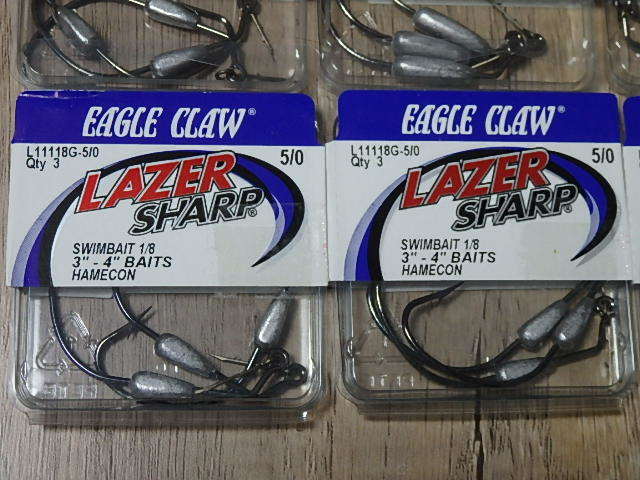 EAGLE CLAW®
L11118G-5/0
Qty 3
5/0
LAZER
SHARP®
SWIMBAIT 1/8
3" - 4" BAITS
HAMECON
EAGLE CLAW®
L11118G-5/0
Qty 3
5/0
LAZER
SHARP®
SWIMBAIT 1/8
3" - 4" BAITS
HAMECON